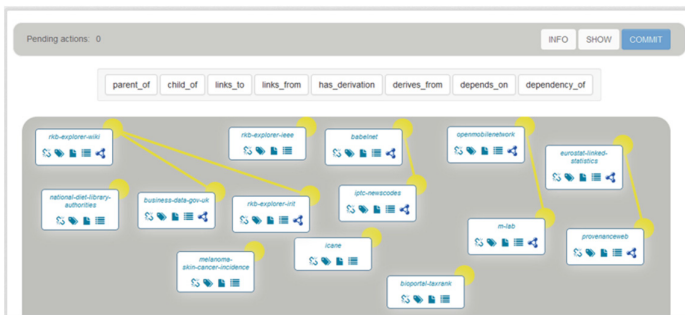 Pending actions: 0
INFO SHOW COMMIT
parent_of child_of links_to links_from has_derivation derives_from depends_on dependency_of
rkb-explorer-wiki
rkb-explorer-ieee
babelnet
openmobilenetwork
eurostat-linked-
statistics
national-diet-library-
authorities
business-data-gov-uk
rkb-explorer-irit
iptc-newscodes
m-lab
provenanceweb
icane
melanoma-
skin-cancer-incidence
bioportal-taxrank